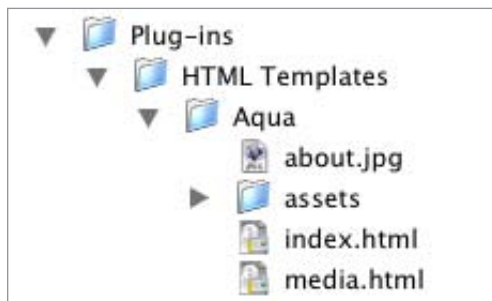 Plug-ins
HTML Templates
Aqua
about.jpg
assets
index.html
media.html